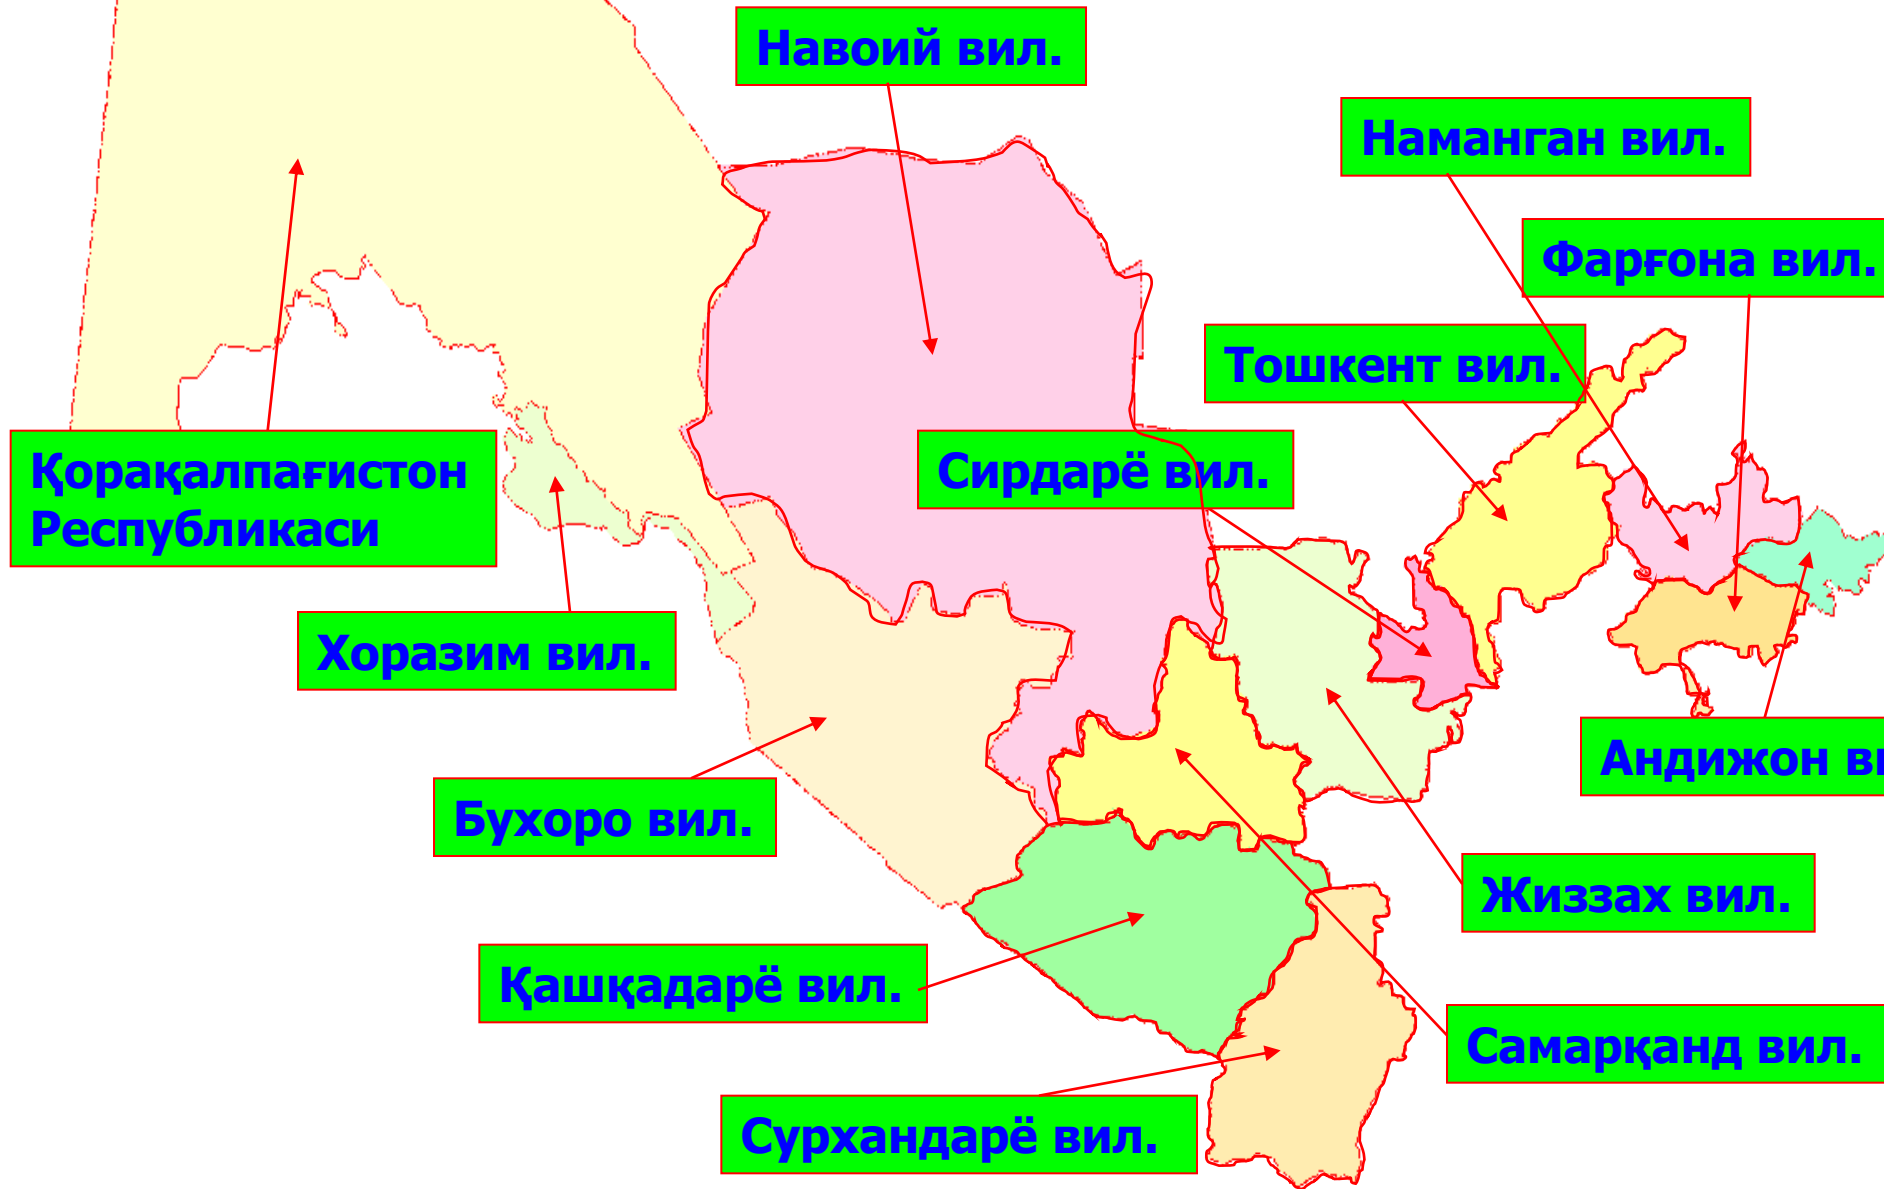 Навоий вил.
Наманган вил.
Фарғона вил.
Тошкент вил.
Қорақалпағистон
Республикаси
Сирдарё вил.
Хоразим вил.
Бухоро вил.
Андижон ви
Жиззах вил.
Қашқадарё вил.
Самарқанд вил.
Сурхандарё вил.